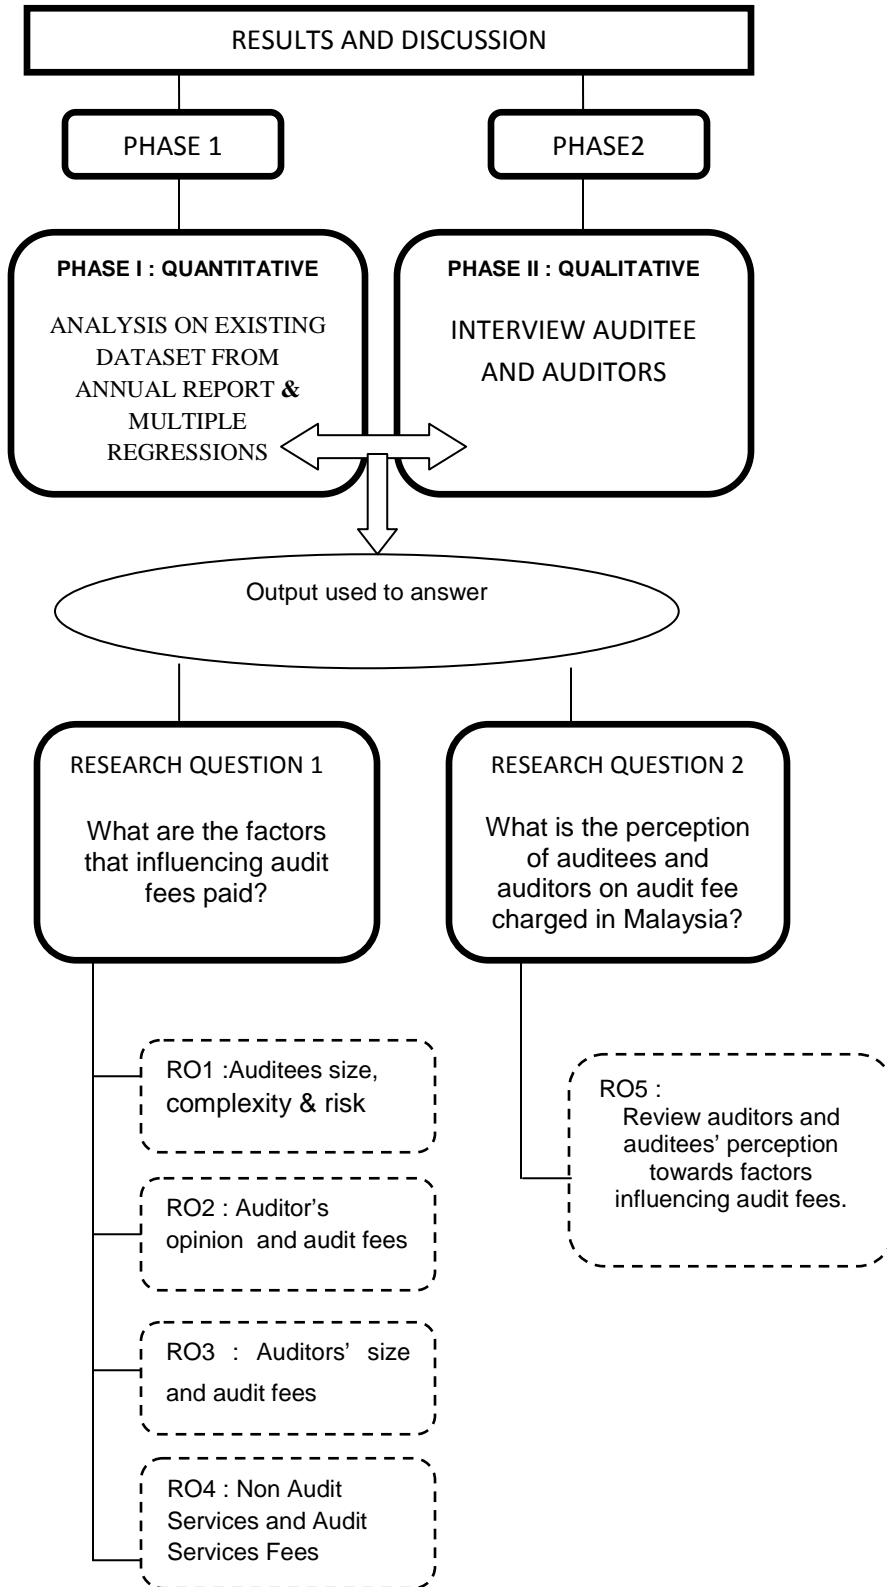 RESULTS AND DISCUSSION
PHASE 1
PHASE2
PHASE I : QUANTITATIVE
ANALYSIS ON EXISTING
DATASET FROM
ANNUAL REPORT &
MULTIPLE
REGRESSIONS
PHASE II : QUALITATIVE
INTERVIEW AUDITEE
AND AUDITORS
Output used to answer
RESEARCH QUESTION 1
What are the factors
that influencing audit
fees paid?
RESEARCH QUESTION 2
What is the perception
of auditees and
auditors on audit fee
charged in Malaysia?
RO1 :Auditees size,
complexity & risk
RO2 : Auditor’s
opinion and audit fees
RO3 : Auditors’ size
and audit fees
RO4 : Non Audit
Services and Audit
Services Fees
RO5 :
Review auditors and
auditees’ perception
towards factors
influencing audit fees.